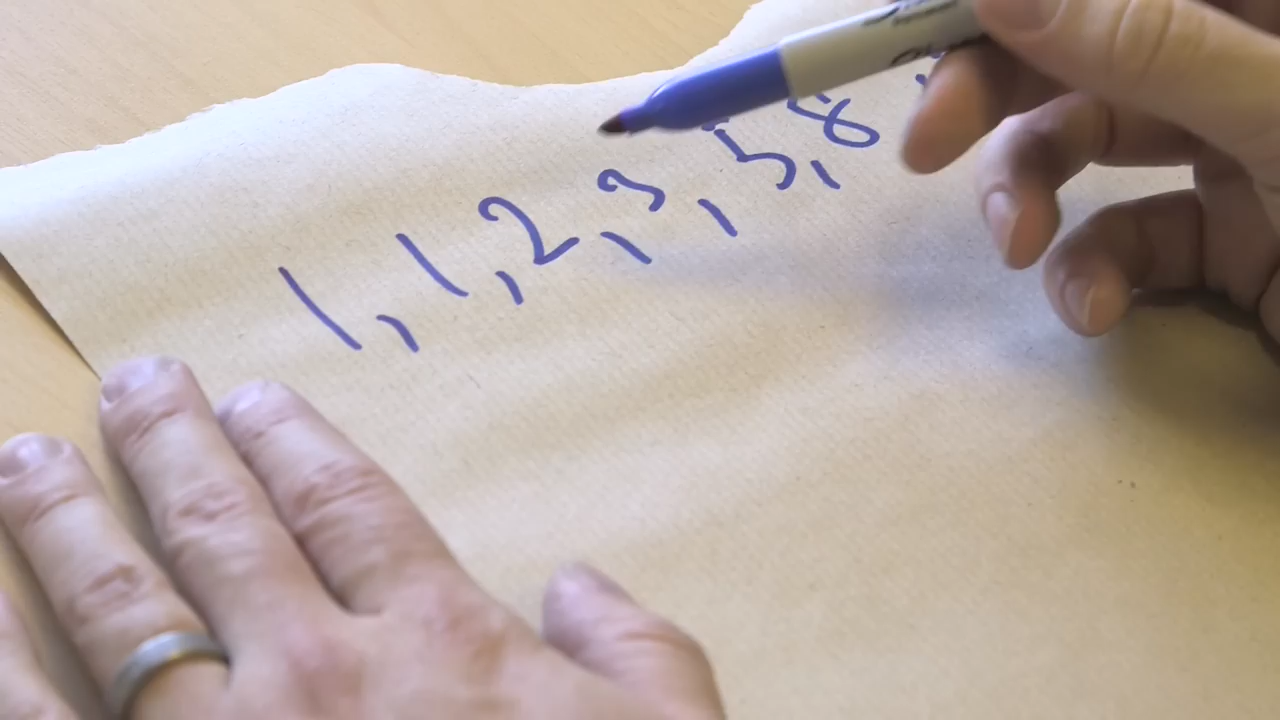 1, 1, 2, 3, 5, 8